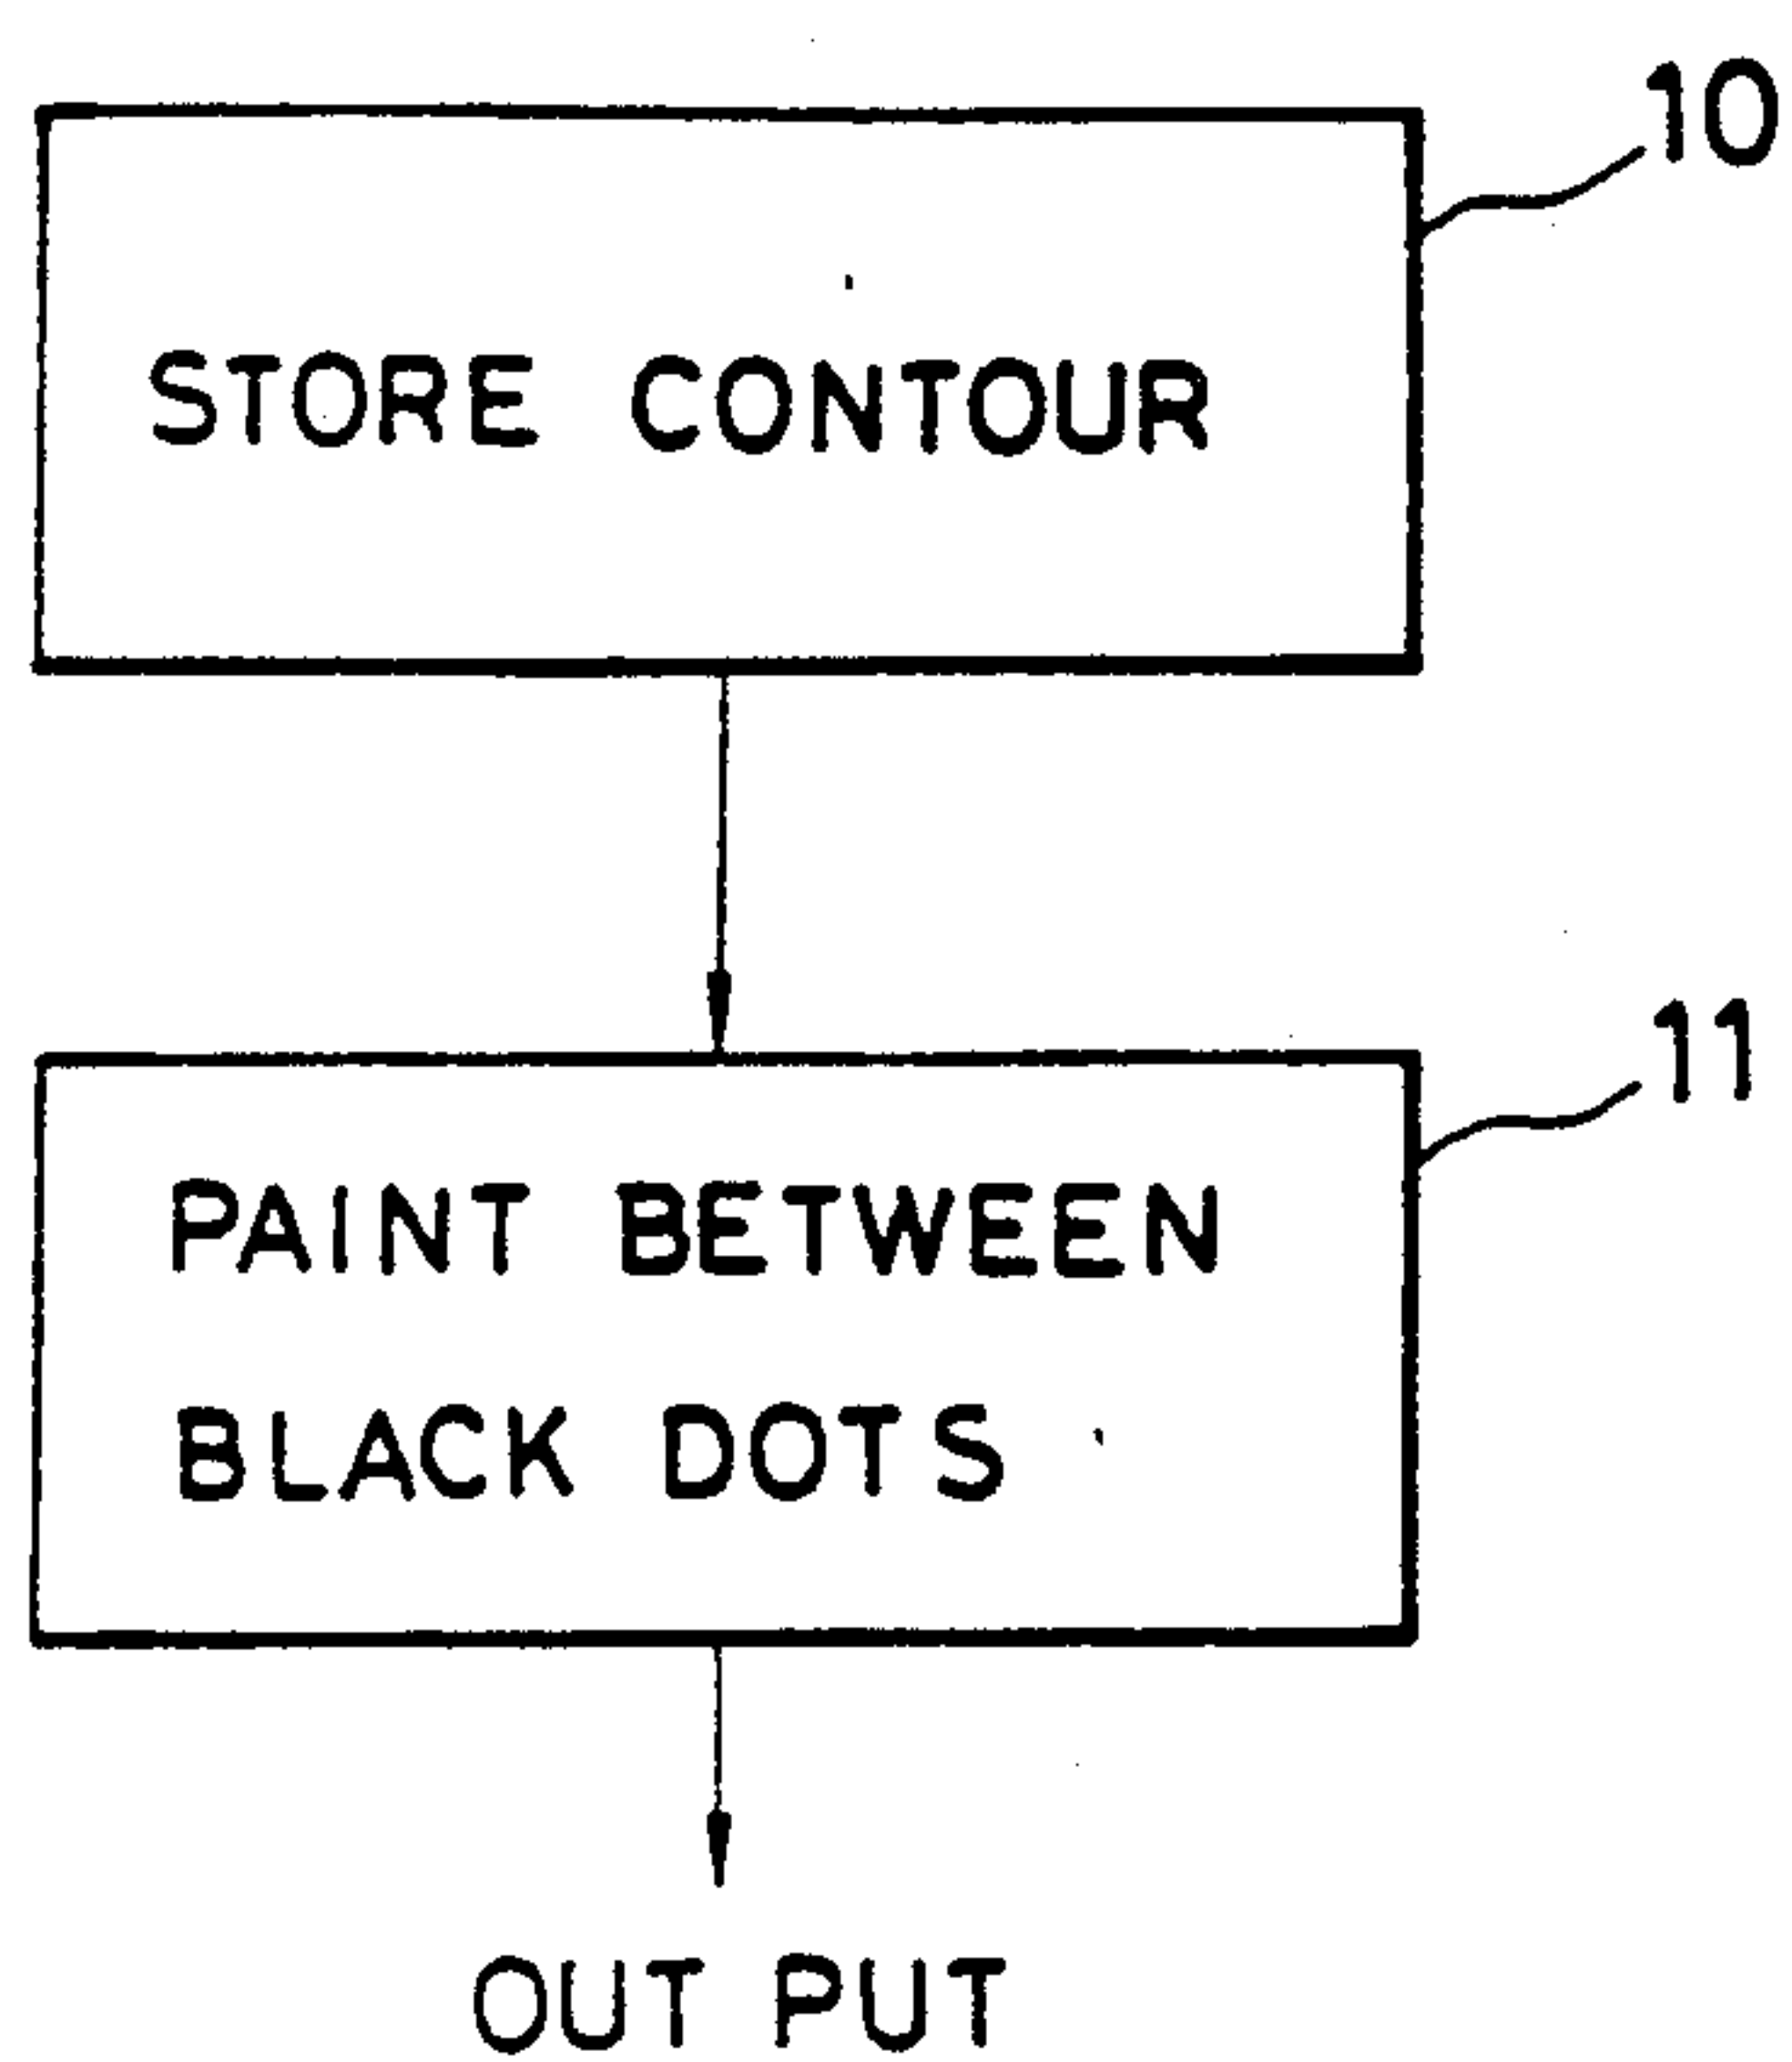 10
STORE CONTOUR
11
PAINT BETWEEN
BLACK DOTS
OUT PUT